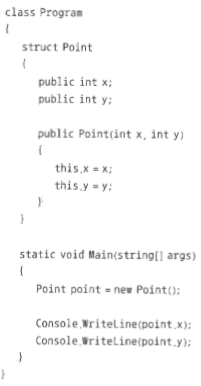 class Program
{
    struct Point
    {
        public int x;
        public int y;

        public Point(int x, int y)
        {
            this.x = x;
            this.y = y;
        }
    }

    static void Main(string[] args)
    {
        Point point = new Point();

        Console.WriteLine(point.x);
        Console.WriteLine(point.y);
    }
}